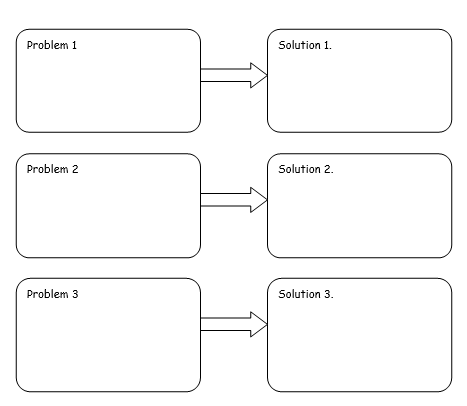 Problem 1
Solution 1.
Problem 2
Solution 2.
Problem 3
Solution 3.